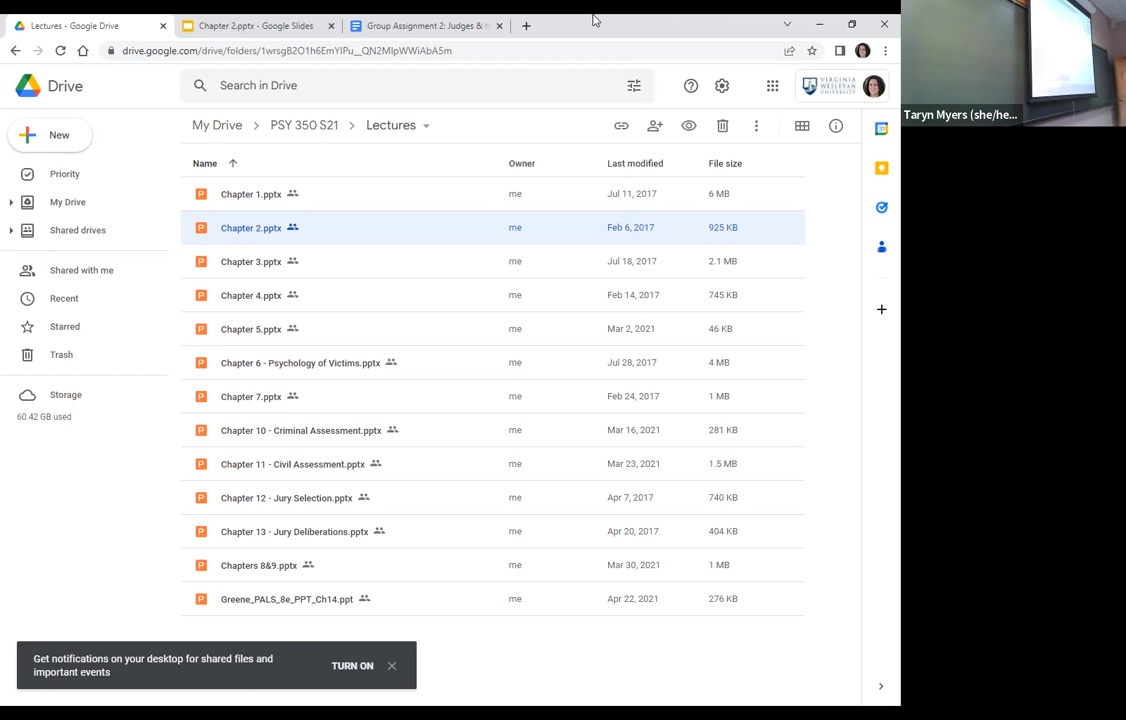 Lectures - Google Drive
Chapter 2.pptx - Google Slides
Group Assignment 2: Judges & t
drive.google.com/drive/folders/1wrsgB2O1h6EmYIPu__QN2MlpWWiAbA5m
Drive
Search in Drive
VIRGINIA
WESLEYAN
UNIVERSITY
Taryn Myers (she/he...
New
My Drive > PSY 350 S21 > Lectures
Name Owner Last modified File size
Priority
My Drive
Shared drives
Shared with me
Recent
Starred
Trash
Storage
60.42 GB used
Chapter 1.pptx me Jul 11, 2017 6 MB
Chapter 2.pptx me Feb 6, 2017 925 KB
Chapter 3.pptx me Jul 18, 2017 2.1 MB
Chapter 4.pptx me Feb 14, 2017 745 KB
Chapter 5.pptx me Mar 2, 2021 46 KB
Chapter 6 - Psychology of Victims.pptx me Jul 28, 2017 4 MB
Chapter 7.pptx me Feb 24, 2017 1 MB
Chapter 10 - Criminal Assessment.pptx me Mar 16, 2021 281 KB
Chapter 11 - Civil Assessment.pptx me Mar 23, 2021 1.5 MB
Chapter 12 - Jury Selection.pptx me Apr 7, 2017 740 KB
Chapter 13 - Jury Deliberations.pptx me Apr 20, 2017 404 KB
Chapters 8&9.pptx me Mar 30, 2021 1 MB
Greene_PALS_8e_PPT_Ch14.ppt me Apr 22, 2021 276 KB
Get notifications on your desktop for shared files and
important events
TURN ON